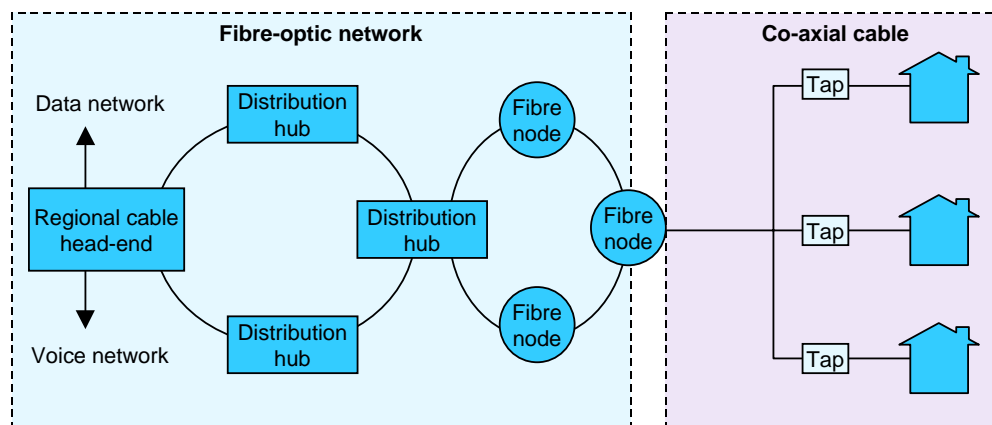 Fibre-optic network
Co-axial cable
Data network
Distribution
hub
Fibre
node
Tap
Regional cable
head-end
Distribution
hub
Fibre
node
Tap
Voice network
Distribution
hub
Fibre
node
Tap